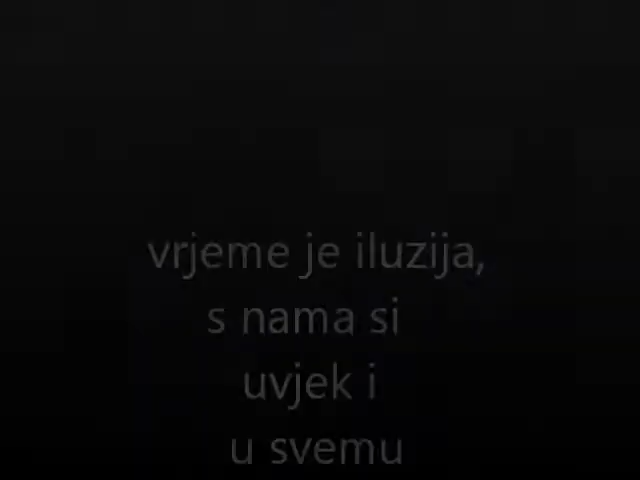 vrjeme je iluzija,
s nama si
uvjek i
u svemu